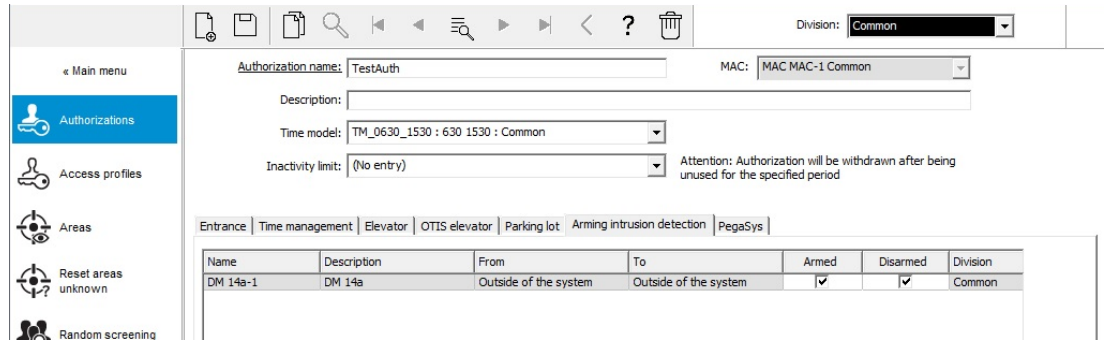 Division: Common
« Main menu
Authorizations
Access profiles
Areas
Reset areas
unknown
Random screening
Authorization name: TestAuth MAC: MAC MAC-1 Common
Description:
Time model: TM_0630_1530 : 630 1530 : Common
Inactivity limit: (No entry) Attention: Authorization will be withdrawn after being
unused for the specified period
Entrance Time management Elevator OTIS elevator Parking lot Arming intrusion detection PegaSys
Name Description From To Armed Disarmed Division
DM 14a-1 DM 14a Outside of the system Outside of the system Common